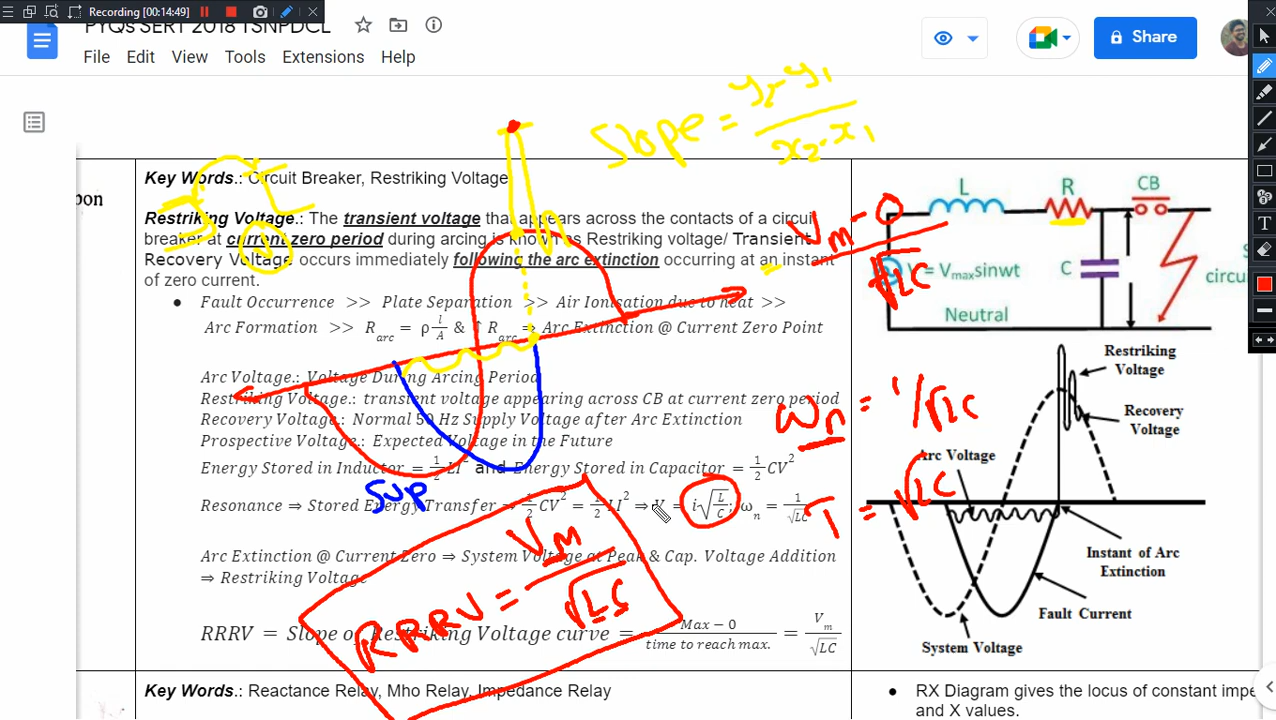 Recording [00:14:49]
PYQs SERT 2018 TSNPDCL
File Edit View Tools Extensions Help
Share
Slope = y₂-y₁ / x₂-x₁
pon
Key Words.: Circuit Breaker, Restriking Voltage
Restriking Voltage.: The transient voltage that appears across the contacts of a circuit
breaker at current zero period during arcing is known as Restriking voltage/ Transient
Recovery Voltage occurs immediately following the arc extinction occurring at an instant
of zero current.
● Fault Occurrence >> Plate Separation >> Air Ionisation due to heat >>
Arc Formation >> R_arc = ρ l/A & ↑ R_arc ⇒ Arc Extinction @ Current Zero Point
Arc Voltage.: Voltage During Arcing Period
Restriking Voltage.: transient voltage appearing across CB at current zero period
Recovery Voltage.: Normal 50 Hz Supply Voltage after Arc Extinction
Prospective Voltage.: Expected Voltage in the Future
Energy Stored in Inductor = 1/2 LI² and Energy Stored in Capacitor = 1/2 CV²
Resonance ⇒ Stored Energy Transfer ⇒ 1/2 CV² = 1/2 LI² ⇒ V = i√(L/C); ω_n = 1/√LC
Arc Extinction @ Current Zero ⇒ System Voltage at Peak & Cap. Voltage Addition
⇒ Restriking Voltage
RRRV = Slope of Restriking Voltage curve = Max − 0 / time to reach max. = V_m / √LC
Sup
RRRV = Vm / √LC
Vm - 0 / √LC
ωn = 1/√LC
T = √LC
L R CB
= Vmaxsinwt
C
S
circu
Neutral
Restriking
Voltage
Recovery
Voltage
Arc Voltage
Instant of Arc
Extinction
Fault Current
System Voltage
Key Words.: Reactance Relay, Mho Relay, Impedance Relay
● RX Diagram gives the locus of constant impe
and X values.